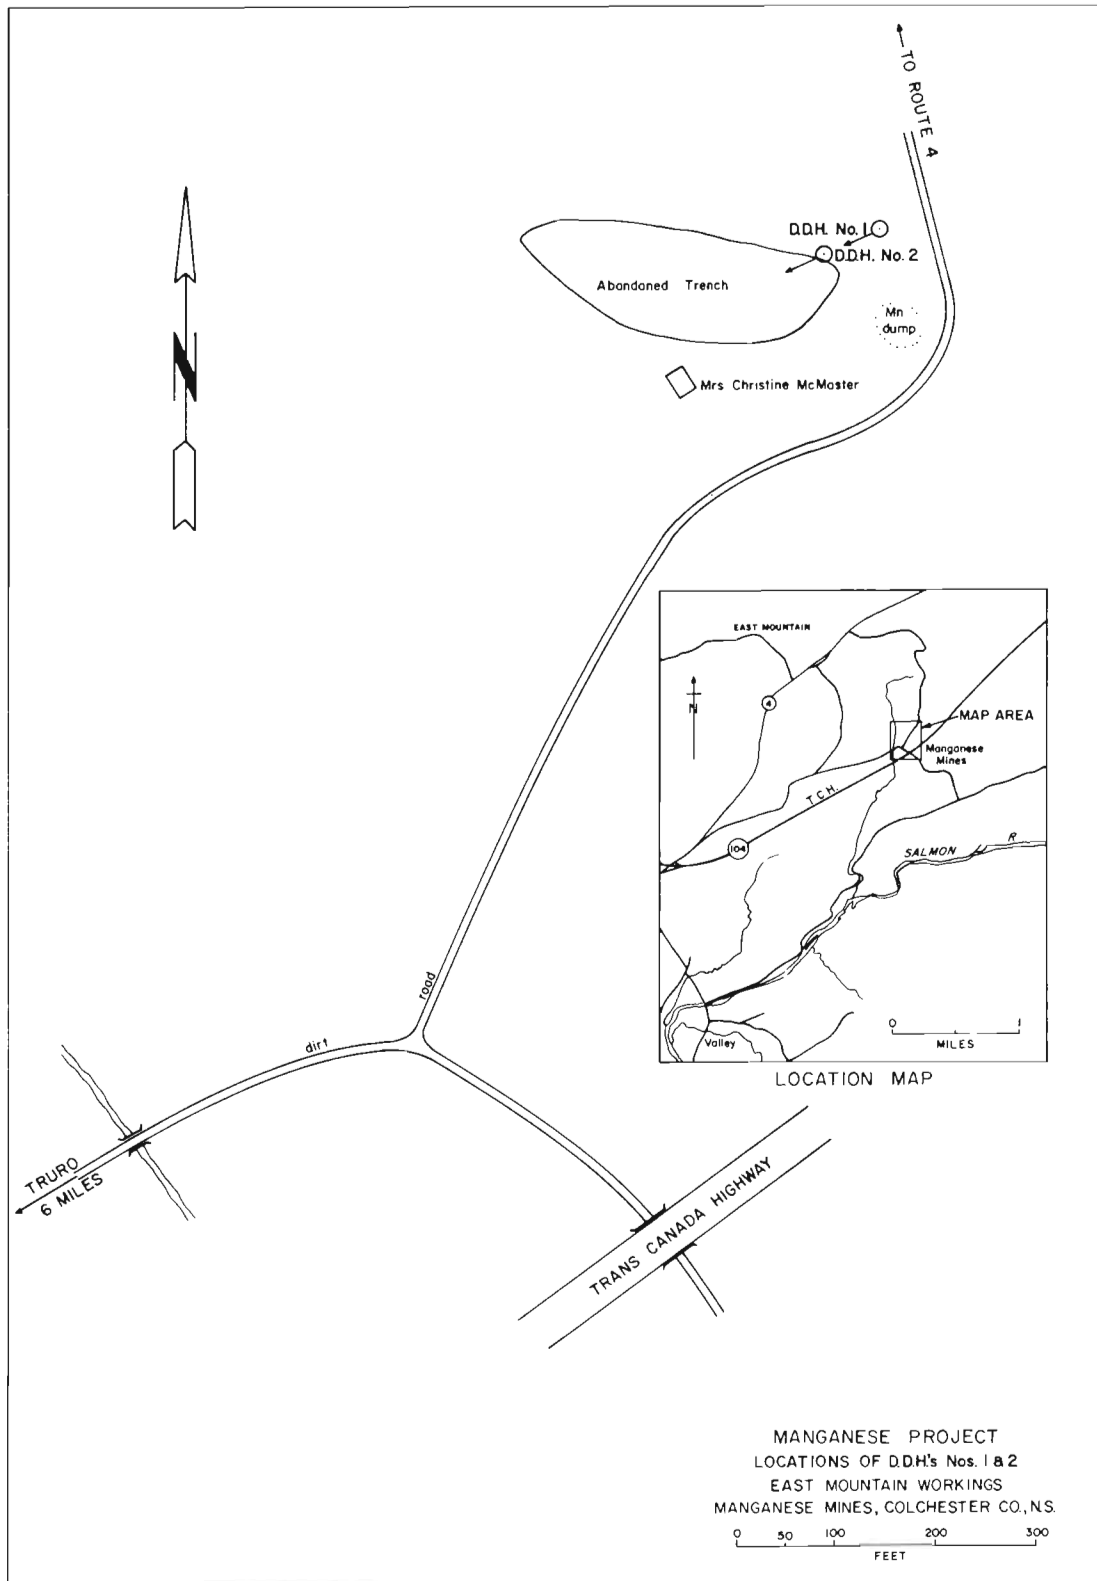 TO ROUTE 4
D.D.H. No. 1
D.D.H. No. 2
Abandaned Trench
Mn
dump
N
Mrs Christine McMaster
EAST MOUNTAIN
N
4
MAP AREA
Manganese
Mines
T.C.H.
104
SALMON R
Valley
0 1
MILES
LOCATION MAP
road
dirt
TRURO
6 MILES
TRANS CANADA HIGHWAY
MANGANESE PROJECT
LOCATIONS OF D.D.H.'s Nos. 1 & 2
EAST MOUNTAIN WORKINGS
MANGANESE MINES, COLCHESTER CO., N.S.
0 50 100 200 300
FEET